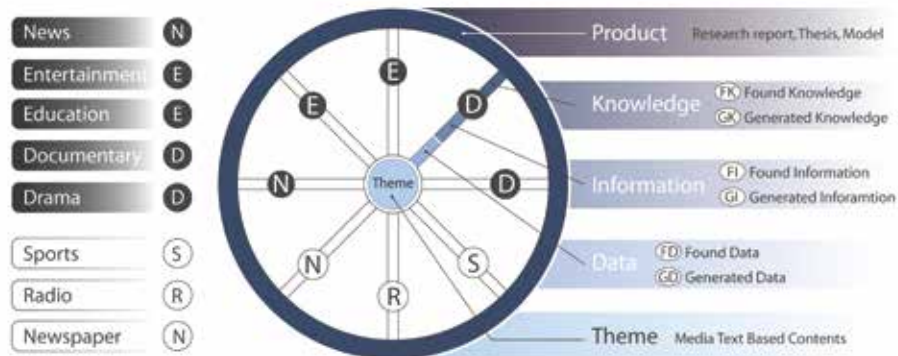 News N
Entertainment E
Education E
Documentary D
Drama D
Sports S
Radio R
Newspaper N
E
E
D
N
Theme
D
N
S
R
Product Research report, Thesis, Model
Knowledge FK Found Knowledge
GK Generated Knowledge
Information FI Found Information
GI Generated Inforamtion
Data FD Found Data
GD Generated Data
Theme Media Text Based Contents